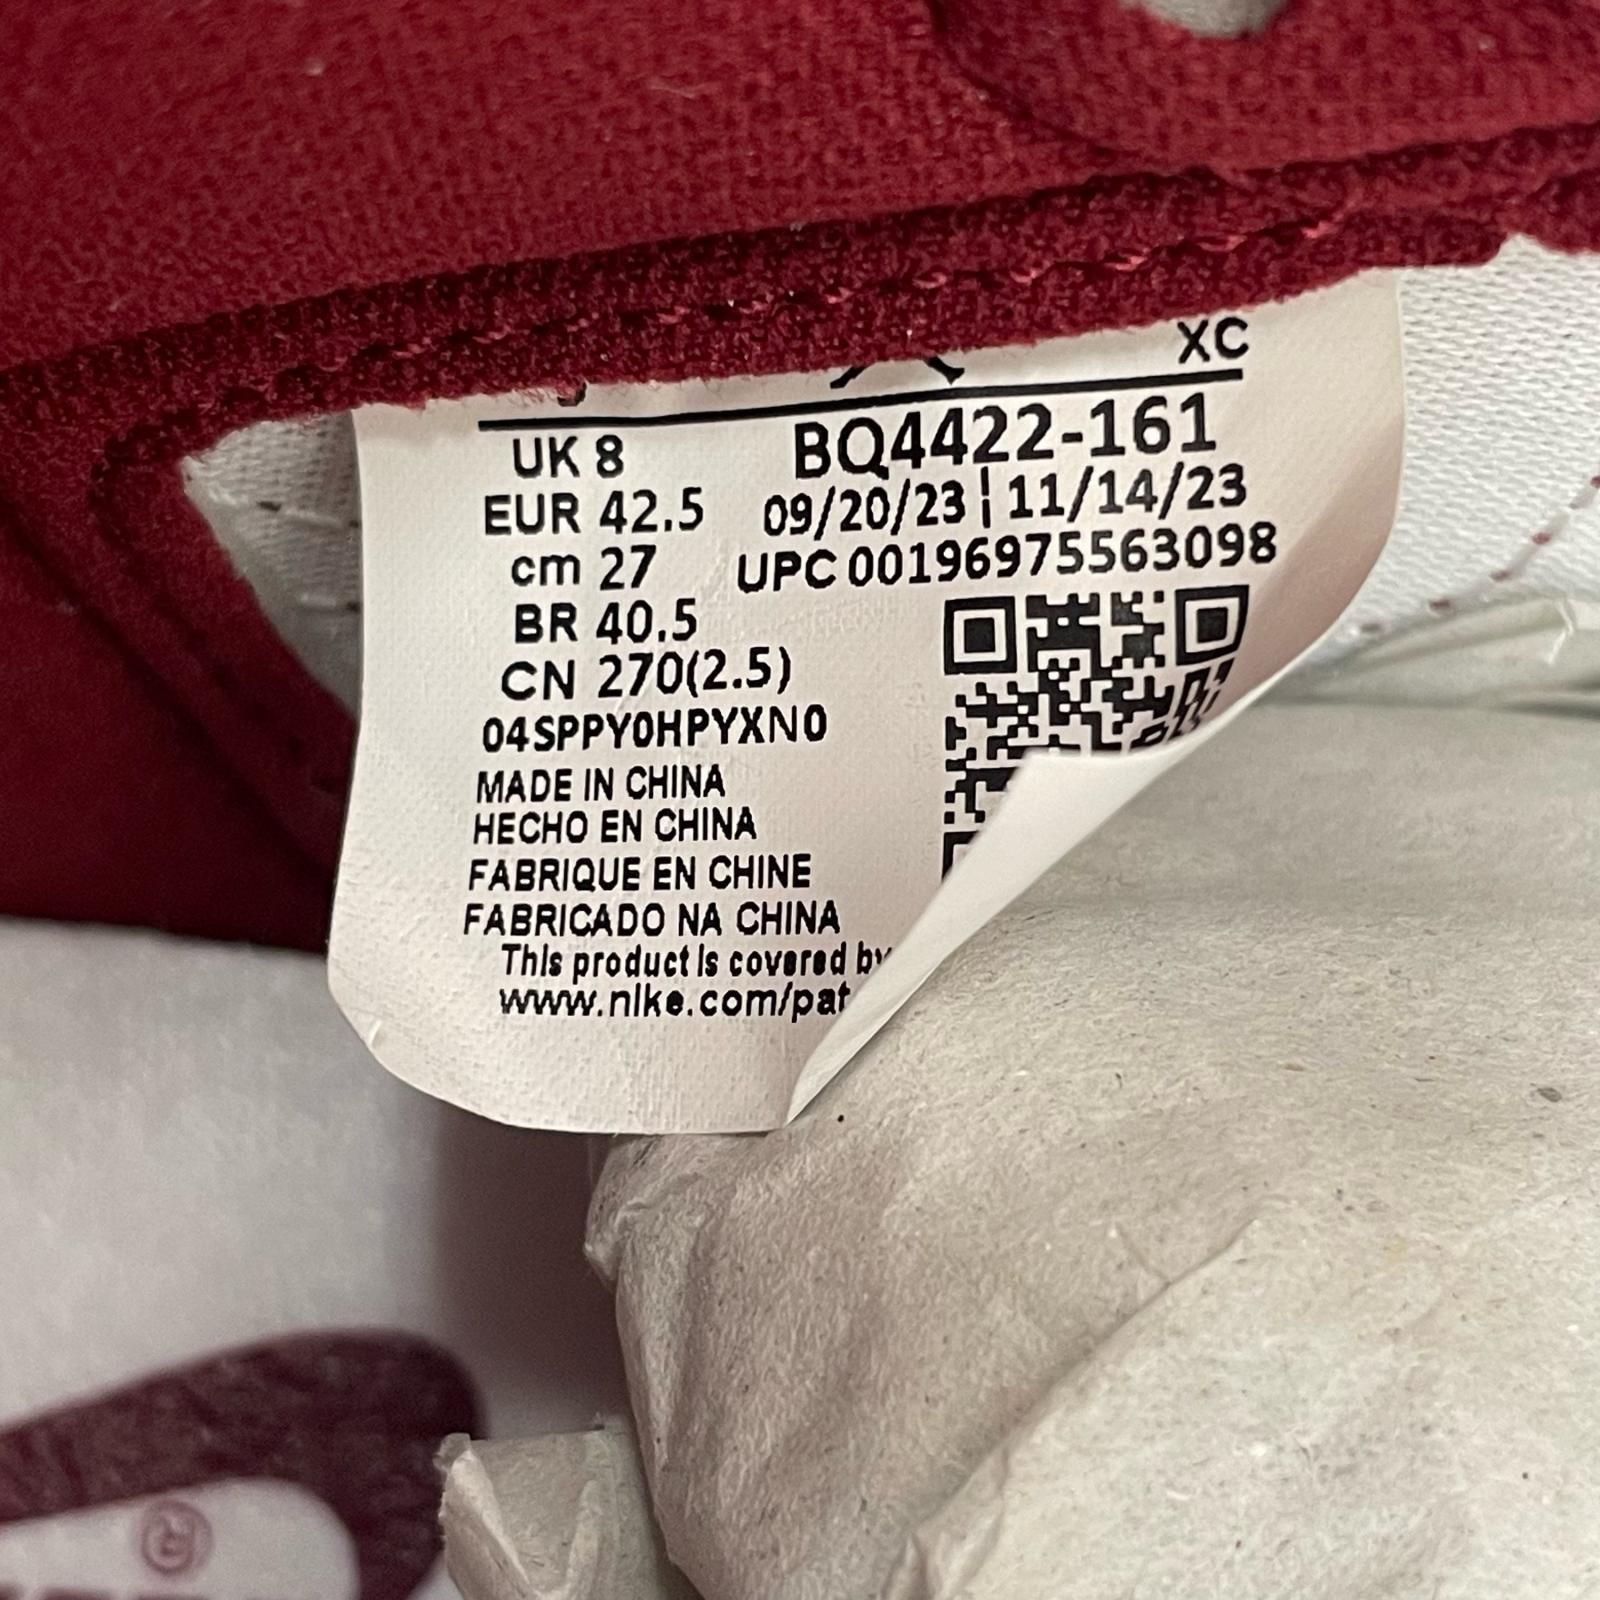 XC
UK 8 BQ4422-161
EUR 42.5 09/20/23 | 11/14/23
cm 27 UPC 00196975563098
BR 40.5
CN 270(2.5)
04SPPY0HPYXN0
MADE IN CHINA
HECHO EN CHINA
FABRIQUE EN CHINE
FABRICADO NA CHINA
This product is covered by
www.nike.com/pat
®